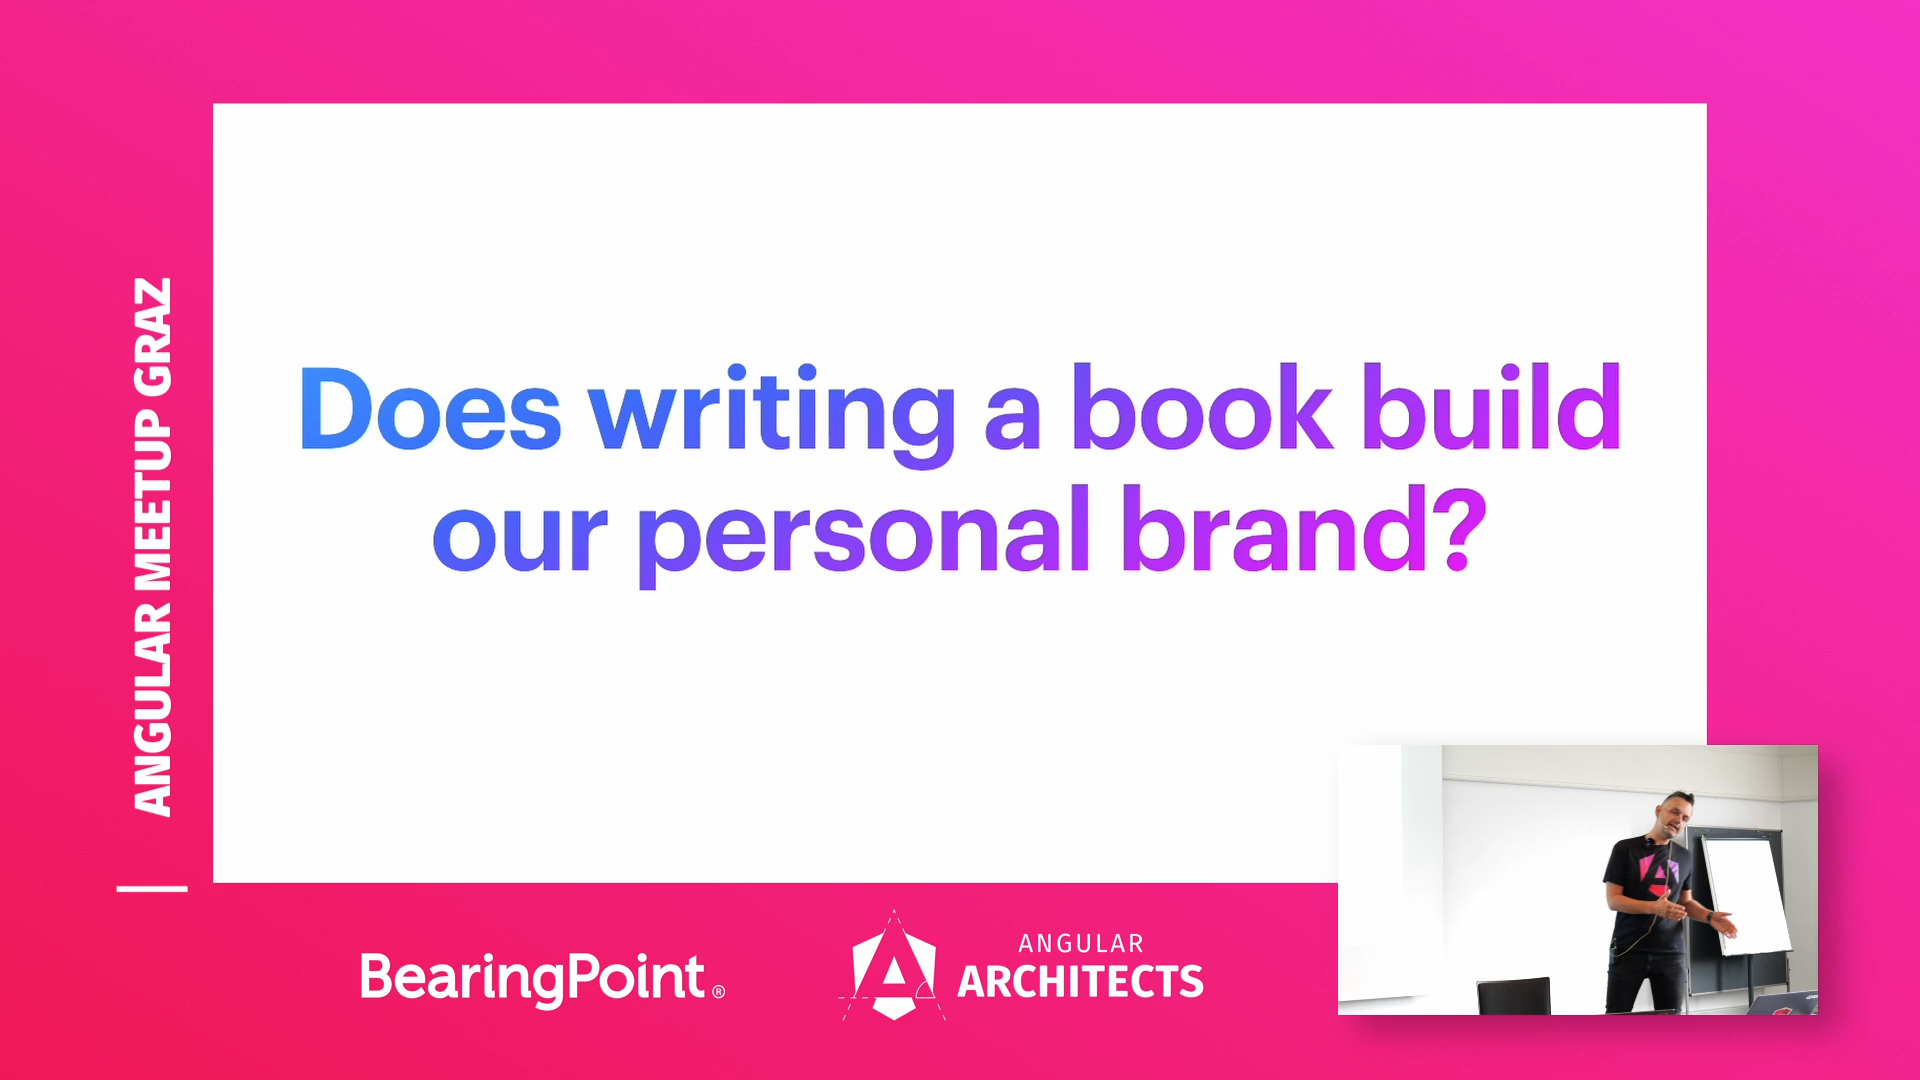 ANGULAR MEETUP GRAZ
Does writing a book build
our personal brand?
BearingPoint®
ANGULAR
ARCHITECTS